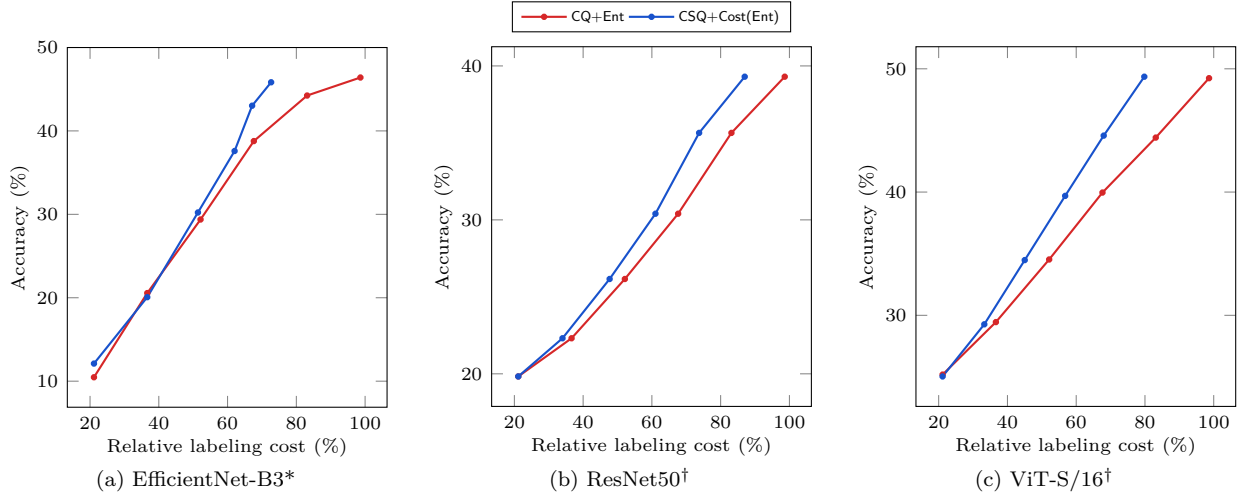 CQ+Ent CSQ+Cost(Ent)
50
40
30
20
10
Accuracy (%)
20 40 60 80 100
Relative labeling cost (%)
(a) EfficientNet-B3*
40
30
20
Accuracy (%)
20 40 60 80 100
Relative labeling cost (%)
(b) ResNet50†
50
40
30
Accuracy (%)
20 40 60 80 100
Relative labeling cost (%)
(c) ViT-S/16†